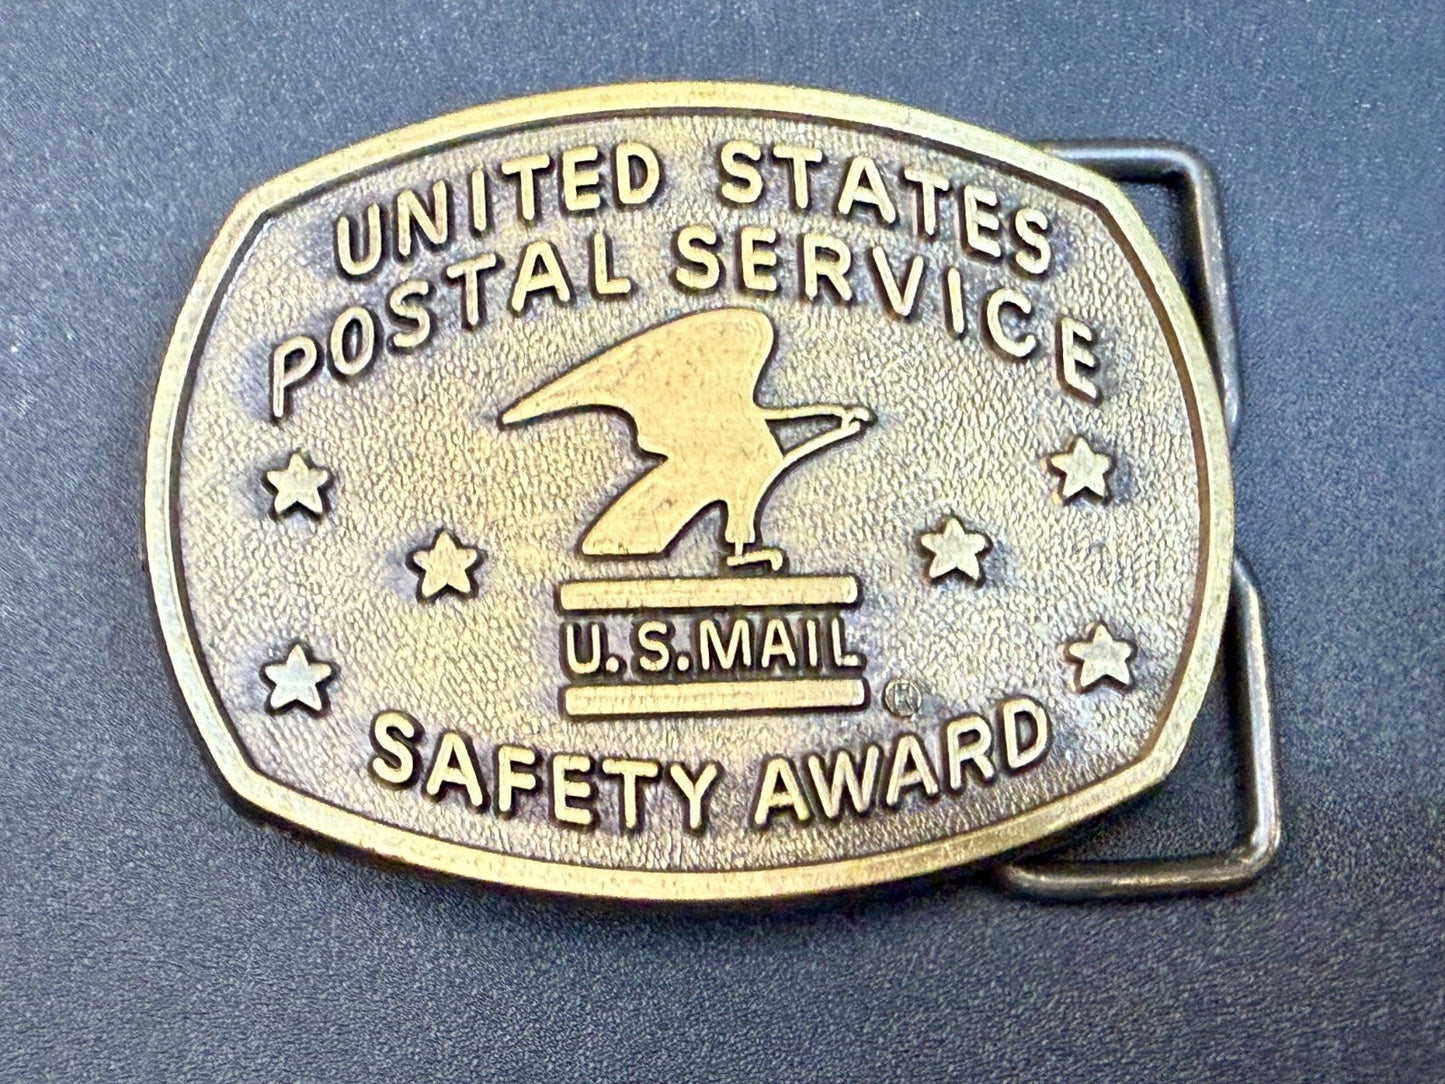 UNITED STATES
POSTAL SERVICE
U.S.MAIL
SAFETY AWARD